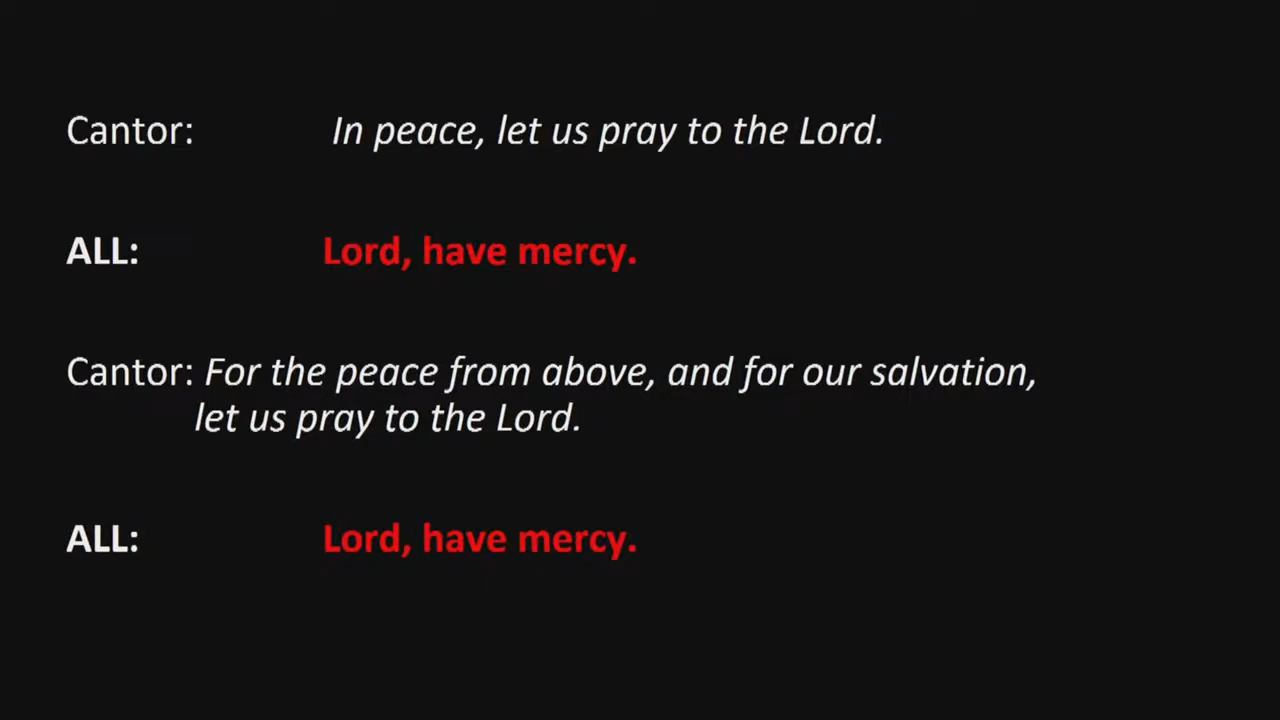 Cantor: In peace, let us pray to the Lord.
ALL: Lord, have mercy.
Cantor: For the peace from above, and for our salvation,
let us pray to the Lord.
ALL: Lord, have mercy.